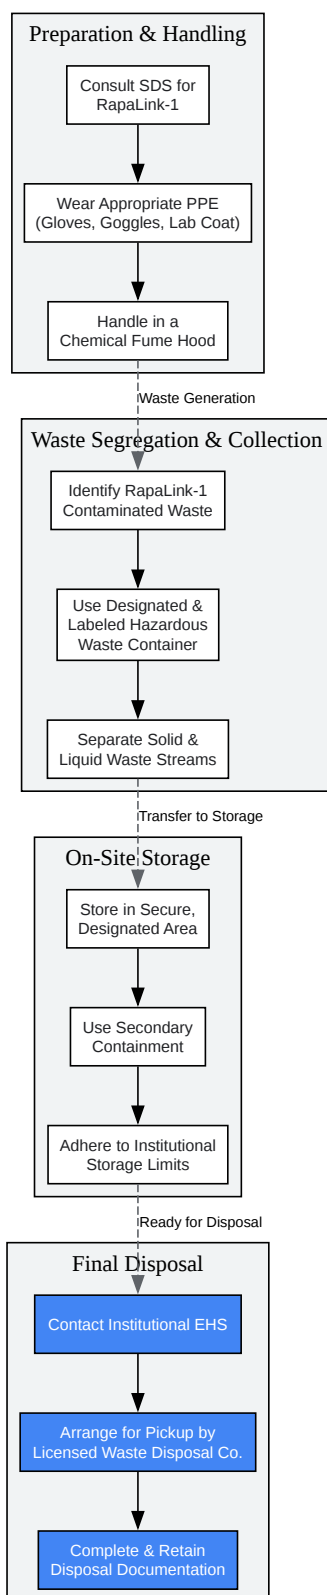 Preparation & Handling
Consult SDS for
RapaLink-1
Wear Appropriate PPE
(Gloves, Goggles, Lab Coat)
Handle in a
Chemical Fume Hood
Waste Generation
Waste Segregation & Collection
Identify RapaLink-1
Contaminated Waste
Use Designated &
Labeled Hazardous
Waste Container
Separate Solid &
Liquid Waste Streams
Transfer to Storage
On-Site Storage
Store in Secure,
Designated Area
Use Secondary
Containment
Adhere to Institutional
Storage Limits
Ready for Disposal
Final Disposal
Contact Institutional EHS
Arrange for Pickup by
Licensed Waste Disposal Co.
Complete & Retain
Disposal Documentation